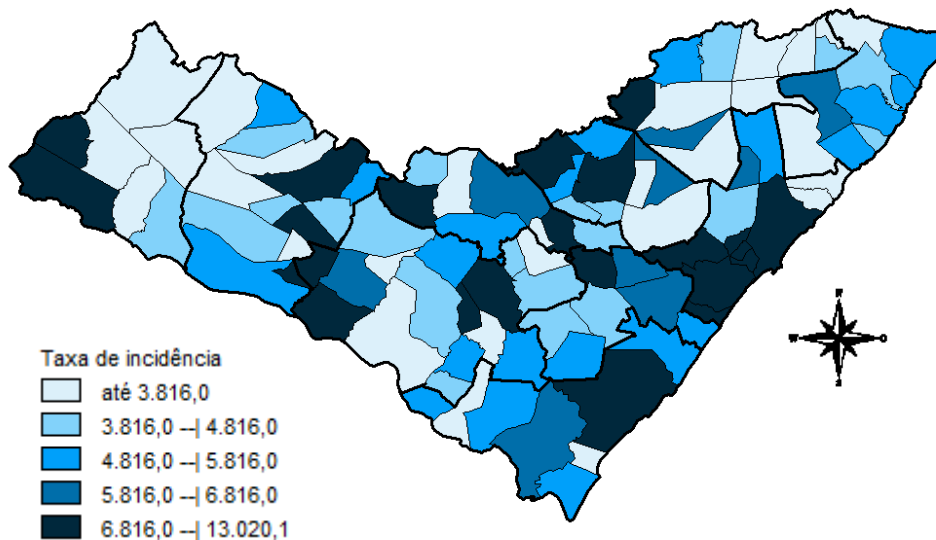 Taxa de incidência
até 3.816,0
3.816,0 --| 4.816,0
4.816,0 --| 5.816,0
5.816,0 --| 6.816,0
6.816,0 --| 13.020,1